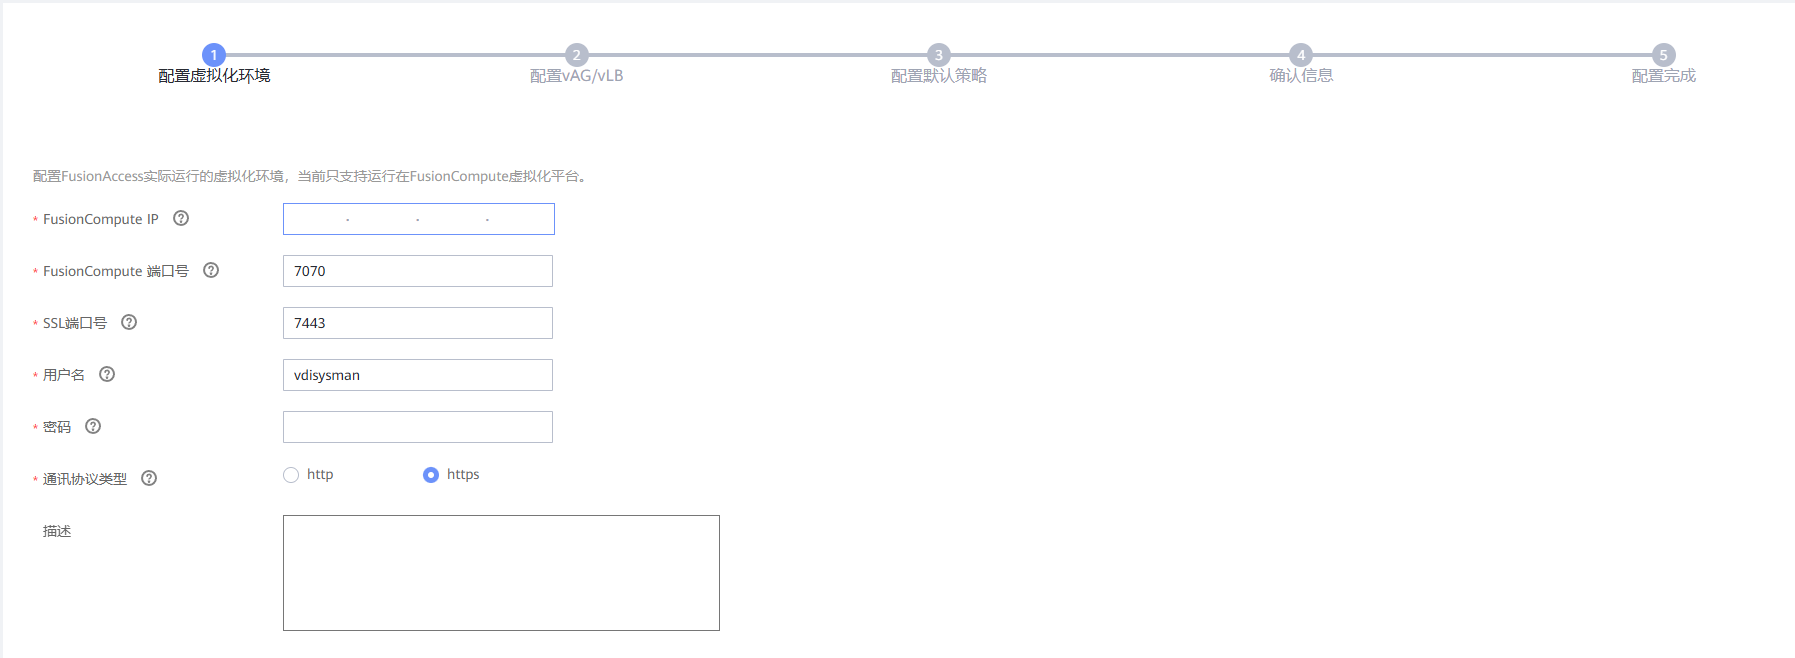 1 2 3 4 5
配置虚拟化环境 配置vAG/vLB 配置默认策略 确认信息 配置完成
配置FusionAccess实际运行的虚拟化环境，当前只支持运行在FusionCompute虚拟化平台。
* FusionCompute IP ? . . .
* FusionCompute 端口号 ? 7070
* SSL端口号 ? 7443
* 用户名 ? vdisysman
* 密码 ?
* 通讯协议类型 ? http https
描述